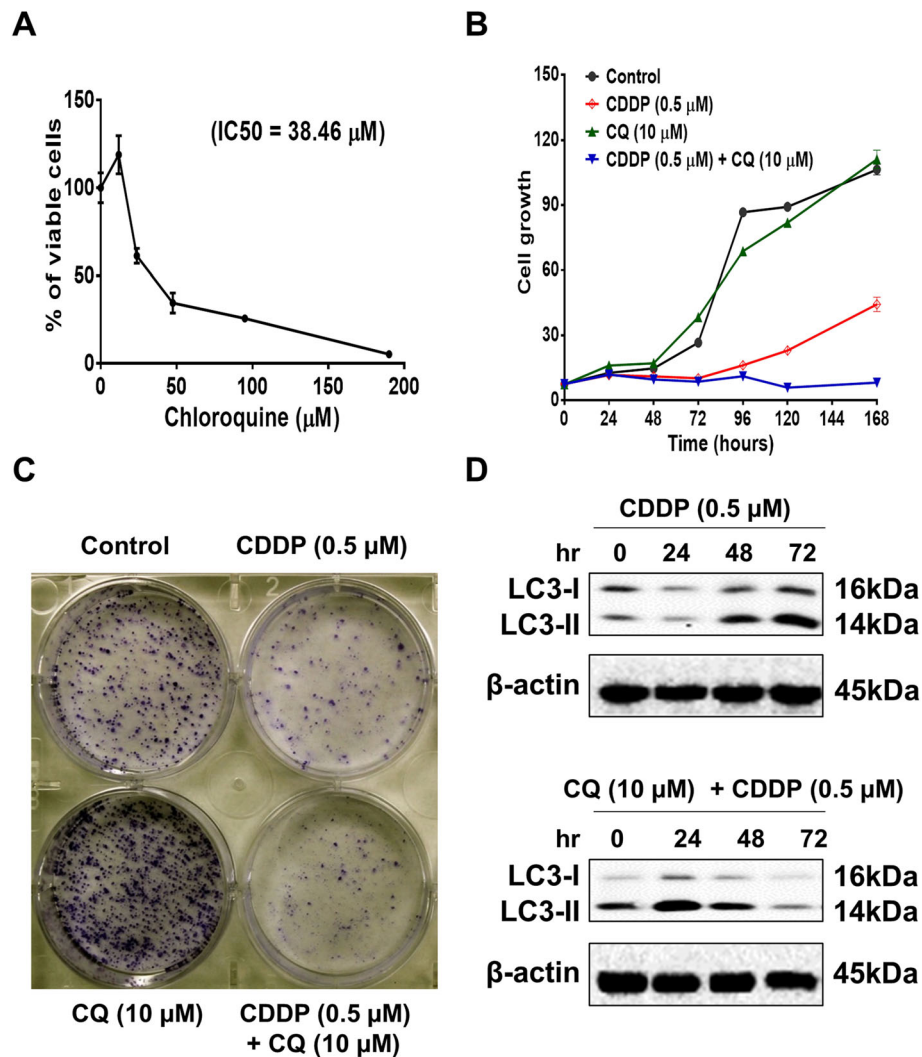 A
150
100
50
0
% of viable cells
(IC50 = 38.46 μM)
0 50 100 150 200
Chloroquine (μM)
B
150
120
90
60
30
0
Cell growth
Control
CDDP (0.5 μM)
CQ (10 μM)
CDDP (0.5 μM) + CQ (10 μM)
0 24 48 72 96 120 144 168
Time (hours)
C
Control CDDP (0.5 μM)
2
CQ (10 μM) CDDP (0.5 μM)
+ CQ (10 μM)
D
CDDP (0.5 μM)
hr 0 24 48 72
LC3-I 16kDa
LC3-II 14kDa
β-actin 45kDa
CQ (10 μM) + CDDP (0.5 μM)
hr 0 24 48 72
LC3-I 16kDa
LC3-II 14kDa
β-actin 45kDa